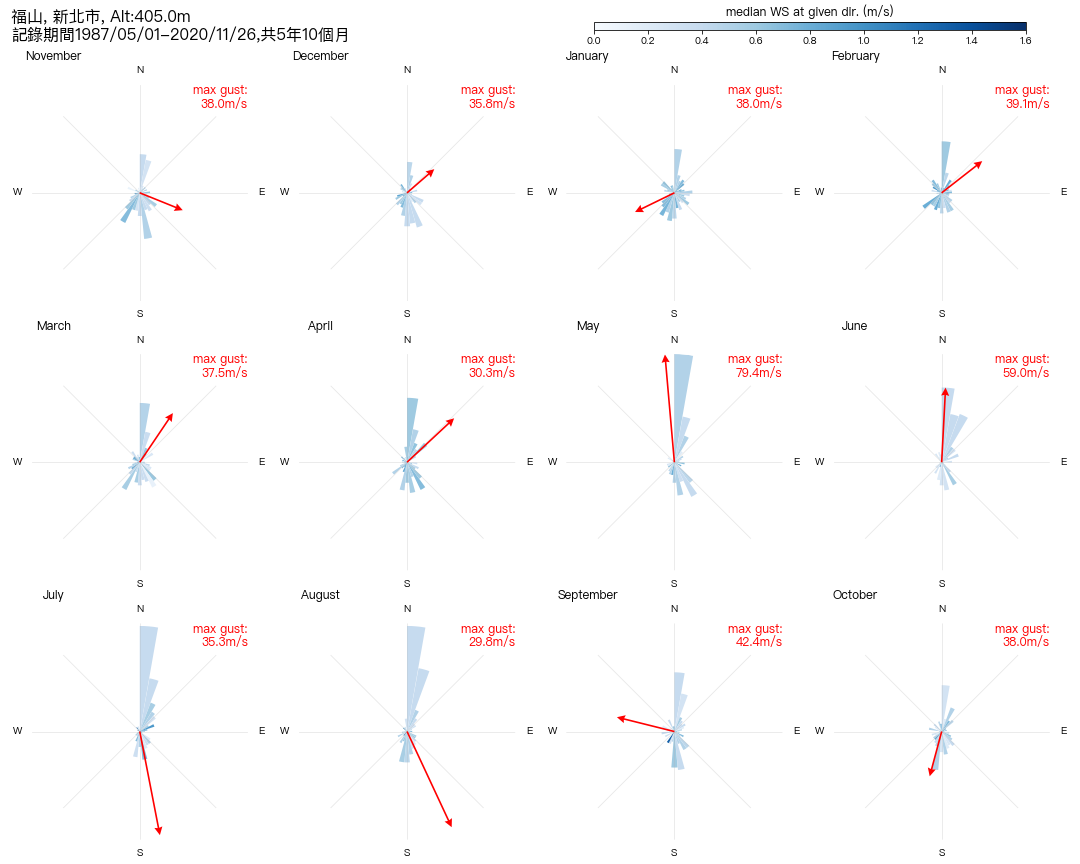 福山, 新北市, Alt:405.0m
記錄期間1987/05/01–2020/11/26,共5年10個月
median WS at given dir. (m/s)
0.0 0.2 0.4 0.6 0.8 1.0 1.2 1.4 1.6
November
N
max gust:
38.0m/s
W E
S
December
N
max gust:
35.8m/s
W E
S
January
N
max gust:
38.0m/s
W E
S
February
N
max gust:
39.1m/s
W E
S
March
N
max gust:
37.5m/s
W E
S
April
N
max gust:
30.3m/s
W E
S
May
N
max gust:
79.4m/s
W E
S
June
N
max gust:
59.0m/s
W E
S
July
N
max gust:
35.3m/s
W E
S
August
N
max gust:
29.8m/s
W E
S
September
N
max gust:
42.4m/s
W E
S
October
N
max gust:
38.0m/s
W E
S